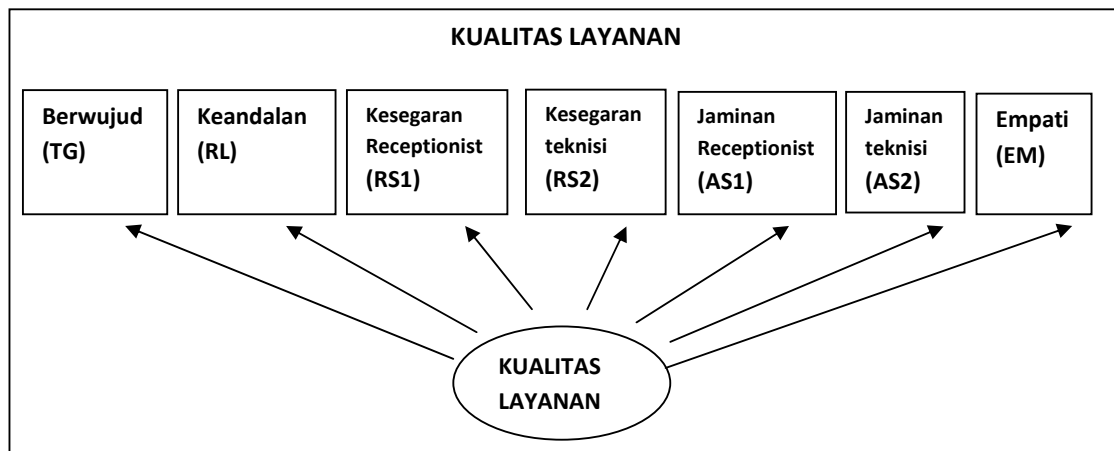 KUALITAS LAYANAN
Berwujud
(TG)
Keandalan
(RL)
Kesegaran
Receptionist
(RS1)
Kesegaran
teknisi
(RS2)
Jaminan
Receptionist
(AS1)
Jaminan
teknisi
(AS2)
Empati
(EM)
KUALITAS
LAYANAN